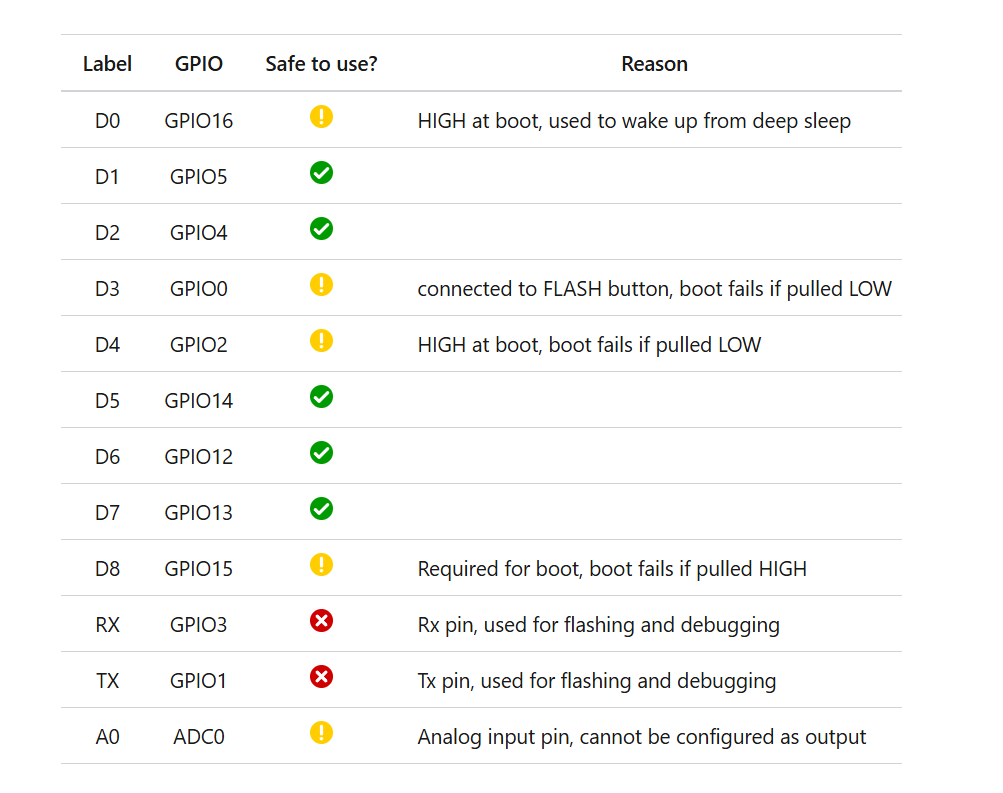 Label GPIO Safe to use? Reason
D0 GPIO16 HIGH at boot, used to wake up from deep sleep
D1 GPIO5
D2 GPIO4
D3 GPIO0 connected to FLASH button, boot fails if pulled LOW
D4 GPIO2 HIGH at boot, boot fails if pulled LOW
D5 GPIO14
D6 GPIO12
D7 GPIO13
D8 GPIO15 Required for boot, boot fails if pulled HIGH
RX GPIO3 Rx pin, used for flashing and debugging
TX GPIO1 Tx pin, used for flashing and debugging
A0 ADC0 Analog input pin, cannot be configured as output